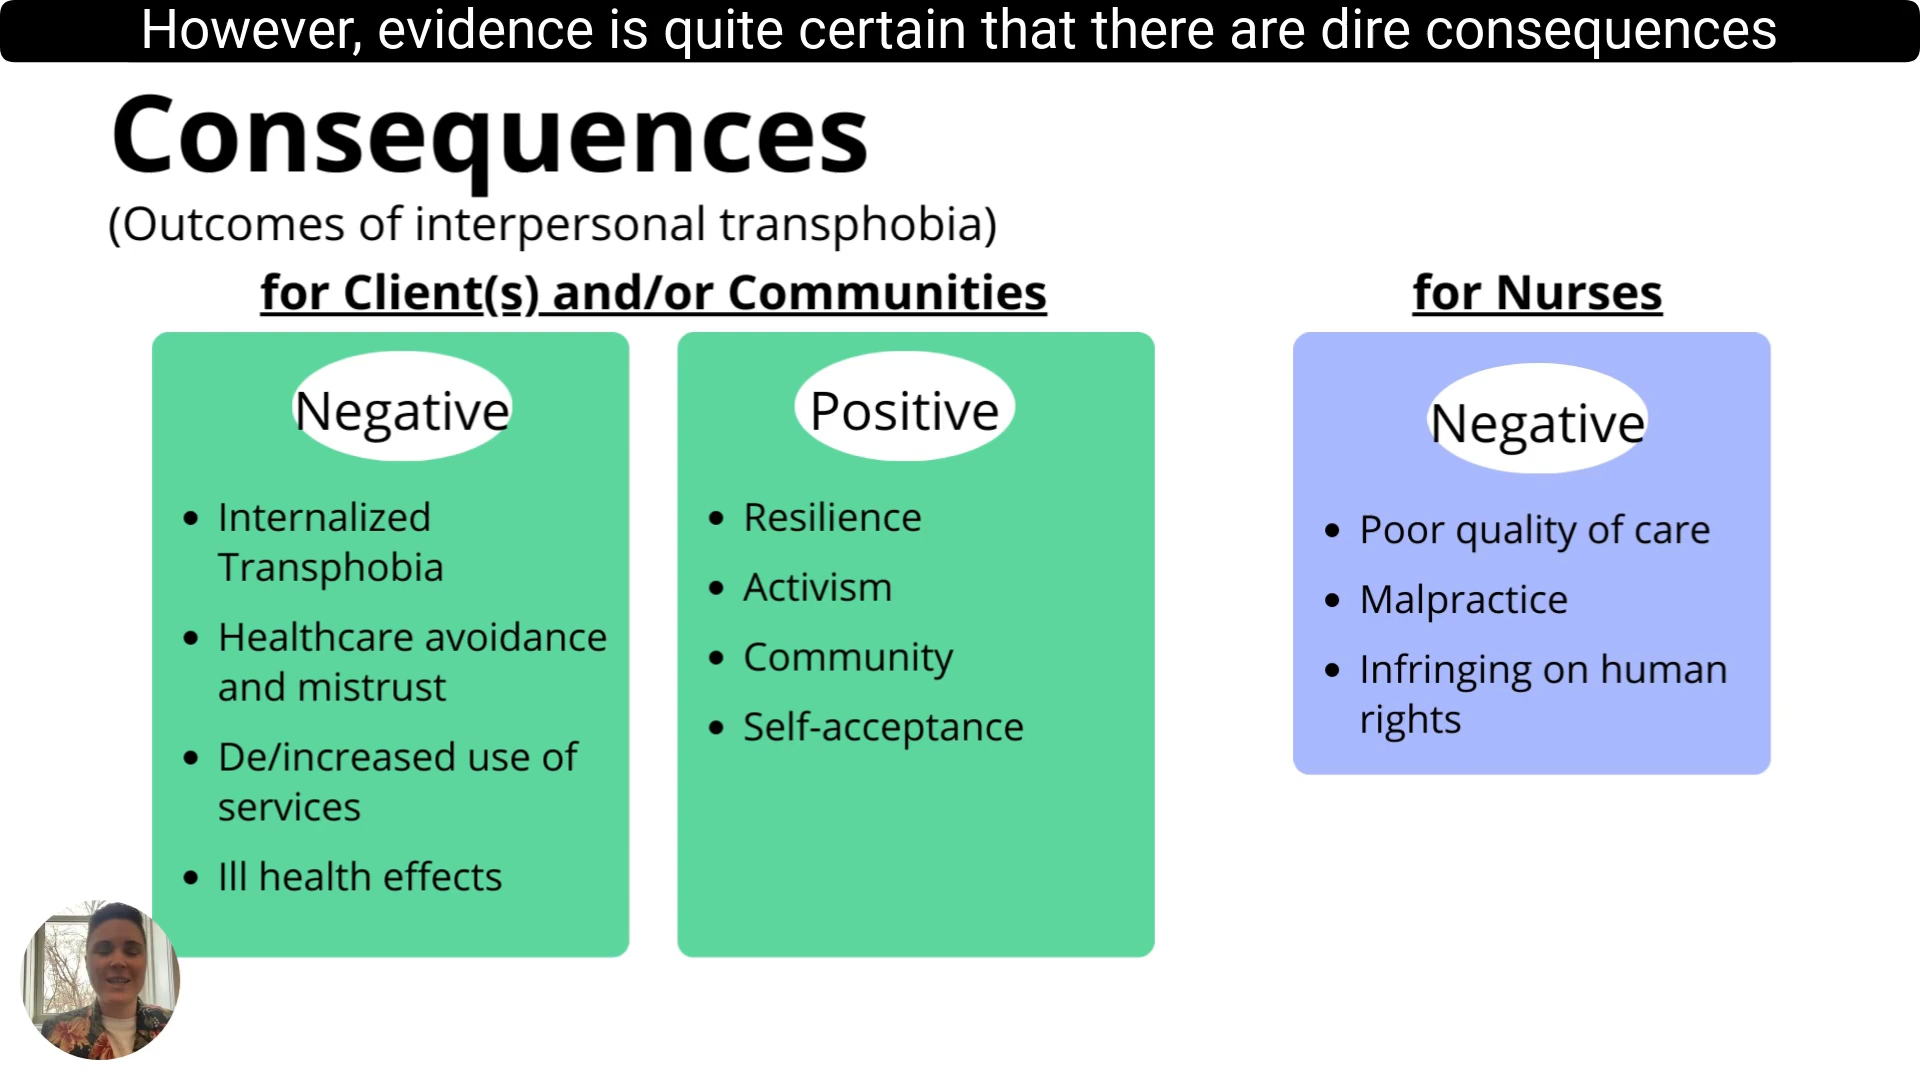 However, evidence is quite certain that there are dire consequences
Consequences
(Outcomes of interpersonal transphobia)
for Client(s) and/or Communities
Negative
• Internalized
Transphobia
• Healthcare avoidance
and mistrust
• De/increased use of
services
• Ill health effects
Positive
• Resilience
• Activism
• Community
• Self-acceptance
for Nurses
Negative
• Poor quality of care
• Malpractice
• Infringing on human
rights